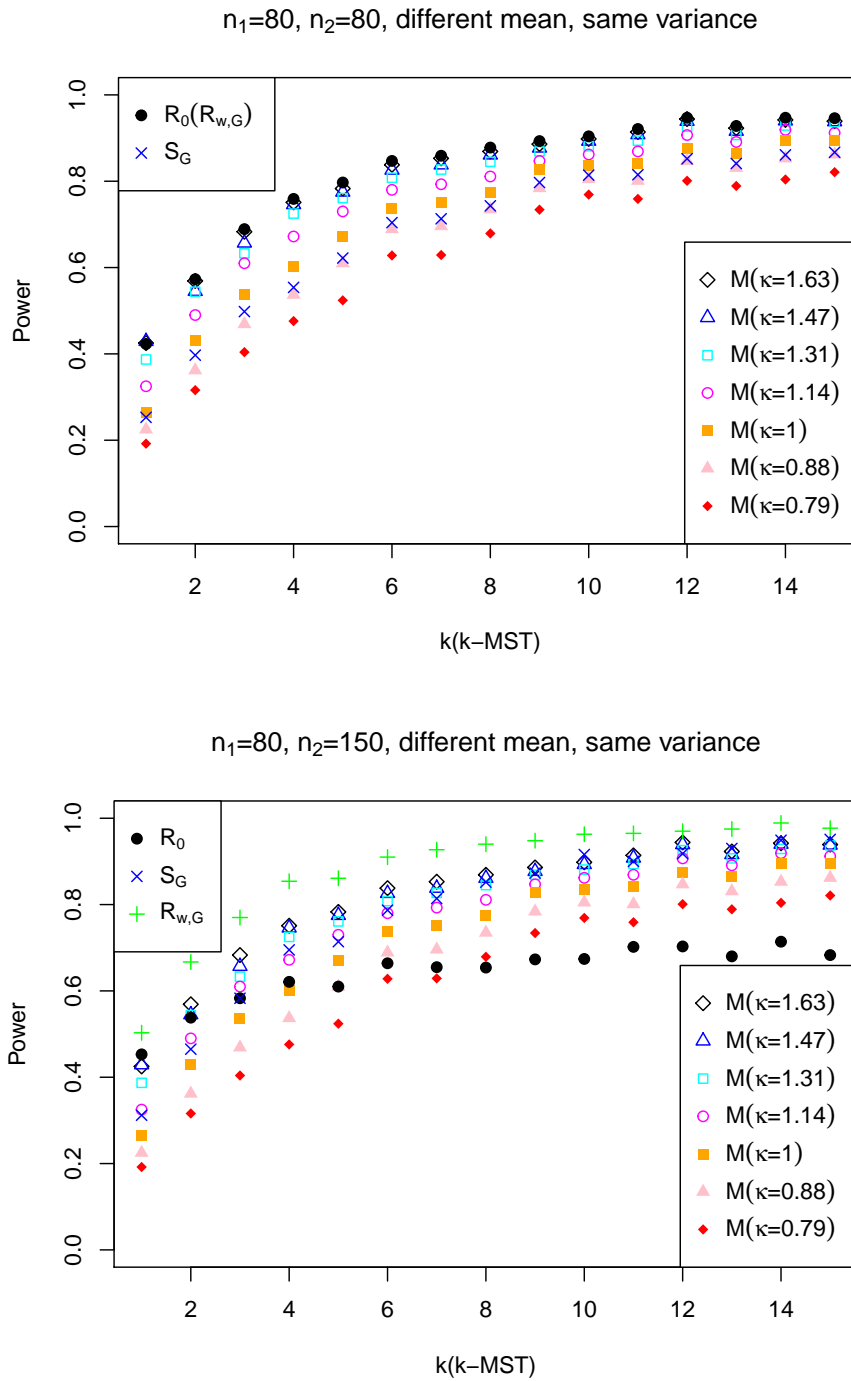 n₁=80, n₂=80, different mean, same variance
R₀(R_w,G)
S_G
M(κ=1.63)
M(κ=1.47)
M(κ=1.31)
M(κ=1.14)
M(κ=1)
M(κ=0.88)
M(κ=0.79)
Power
0.0 0.2 0.4 0.6 0.8 1.0
2 4 6 8 10 12 14
k(k−MST)
n₁=80, n₂=150, different mean, same variance
R₀
S_G
R_w,G
M(κ=1.63)
M(κ=1.47)
M(κ=1.31)
M(κ=1.14)
M(κ=1)
M(κ=0.88)
M(κ=0.79)
Power
0.0 0.2 0.4 0.6 0.8 1.0
2 4 6 8 10 12 14
k(k−MST)